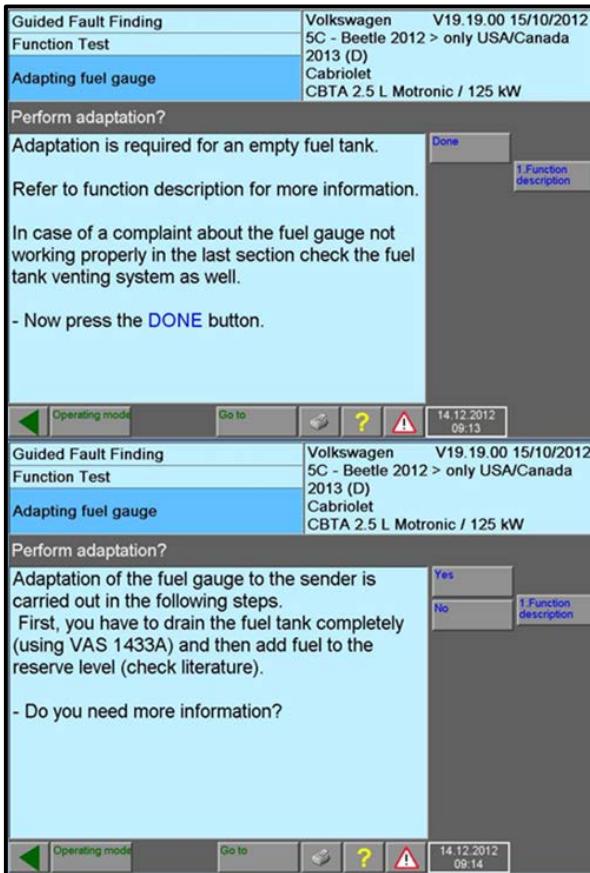 Guided Fault Finding
Function Test
Adapting fuel gauge
Volkswagen V19.19.00 15/10/2012
5C - Beetle 2012 > only USA/Canada
2013 (D)
Cabriolet
CBTA 2.5 L Motronic / 125 kW
Perform adaptation?
Adaptation is required for an empty fuel tank.
Refer to function description for more information.
In case of a complaint about the fuel gauge not
working properly in the last section check the fuel
tank venting system as well.
- Now press the DONE button.
Done
1.Function
description
Operating mode
Go to
?
14.12.2012
09:13
Guided Fault Finding
Function Test
Adapting fuel gauge
Volkswagen V19.19.00 15/10/2012
5C - Beetle 2012 > only USA/Canada
2013 (D)
Cabriolet
CBTA 2.5 L Motronic / 125 kW
Perform adaptation?
Adaptation of the fuel gauge to the sender is
carried out in the following steps.
First, you have to drain the fuel tank completely
(using VAS 1433A) and then add fuel to the
reserve level (check literature).
- Do you need more information?
Yes
No
1.Function
description
Operating mode
Go to
?
14.12.2012
09:14